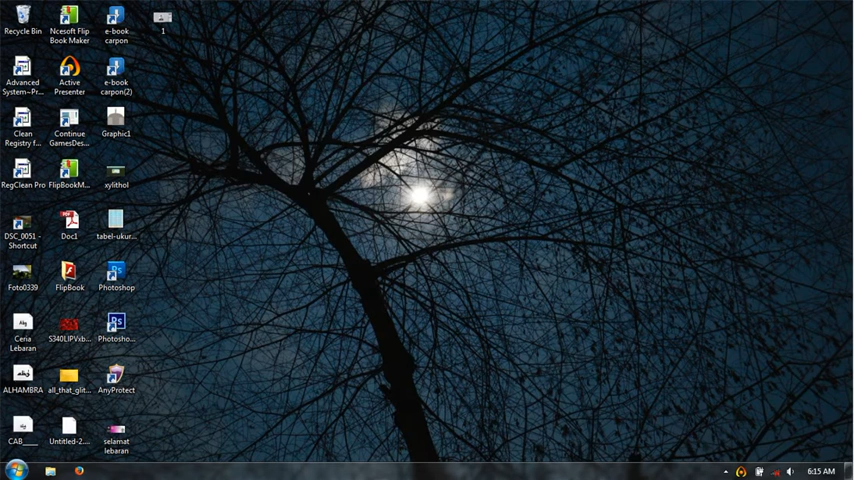 Recycle Bin
Ncesoft Flip
Book Maker
e-book
carpon
1
Advanced
System~Pr...
Active
Presenter
e-book
carpon(2)
Clean
Registry f...
Continue
GamesDes...
Graphic1
RegClean Pro
FlipBookM...
xylithol
DSC_0051 -
Shortcut
Doc1
tabel-ukur...
Foto0339
FlipBook
Photoshop
Ceria
Lebaran
S340LIPVxb...
Photosho...
ALHAMBRA
all_that_glit...
AnyProtect
CAB____
Untitled-2....
selamat
lebaran
6:15 AM